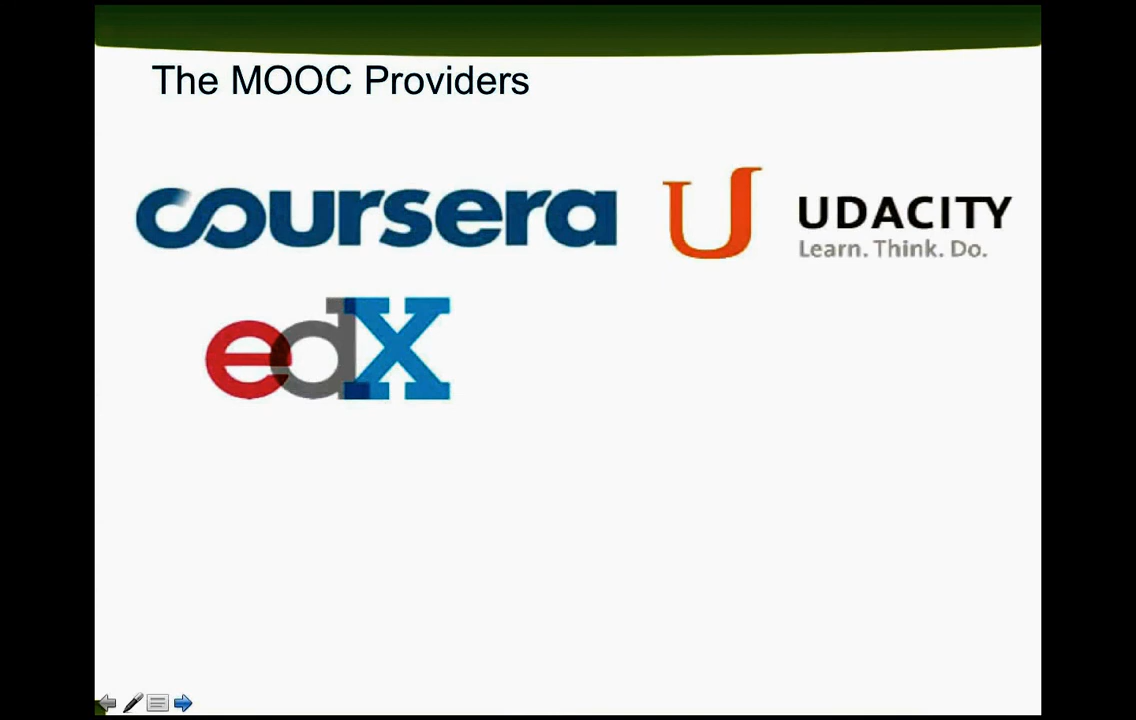 The MOOC Providers
coursera
U UDACITY
Learn. Think. Do.
edX